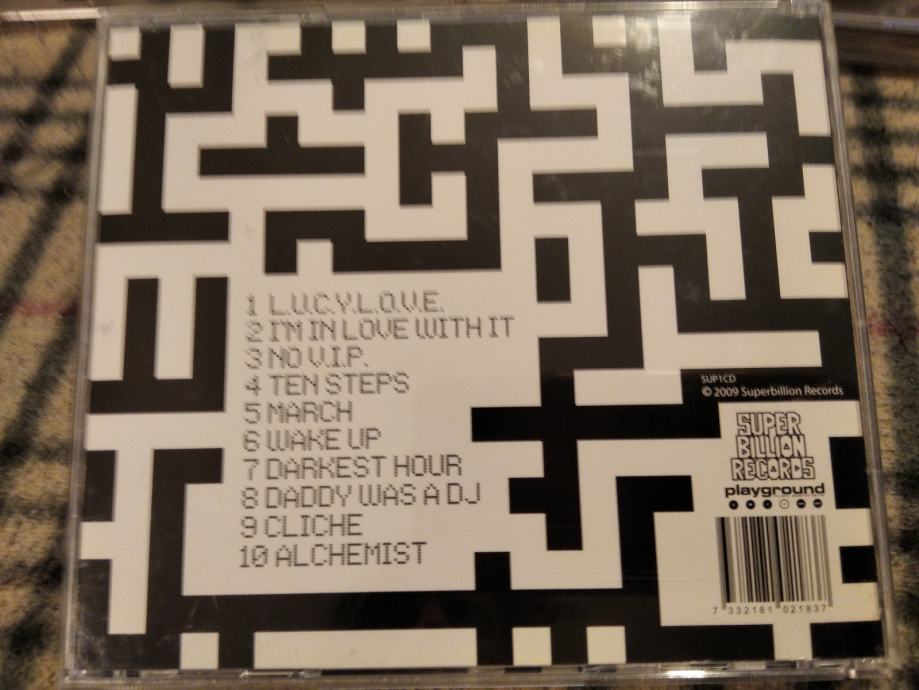 1 L.U.C.Y.L.O.V.E.
2 I'M IN LOVE WITH IT
3 NO V.I.P.
4 TEN STEPS
5 MARCH
6 WAKE UP
7 DARKEST HOUR
8 DADDY WAS A DJ
9 CLICHE
10 ALCHEMIST
SUP1CD
© 2009 Superbillion Records
SUPER
BILLION
RECORDS
playground
7 332181 021837